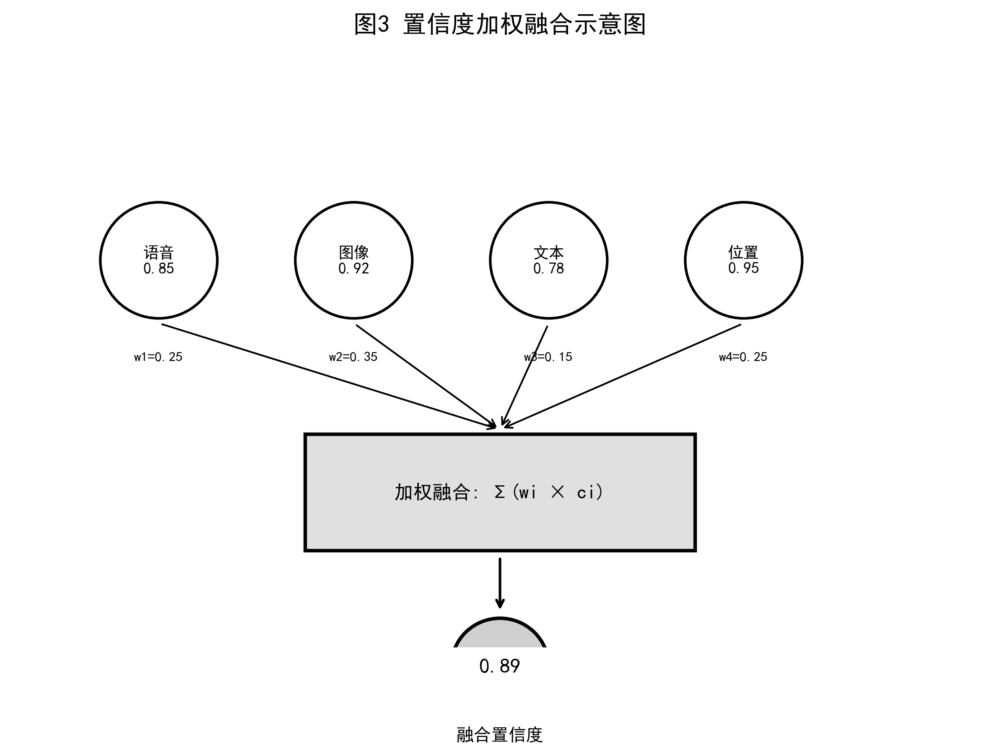 图3 置信度加权融合示意图
语音
0.85
图像
0.92
文本
0.78
位置
0.95
w1=0.25
w2=0.35
w3=0.15
w4=0.25
加权融合: Σ(wi × ci)
0.89
融合置信度